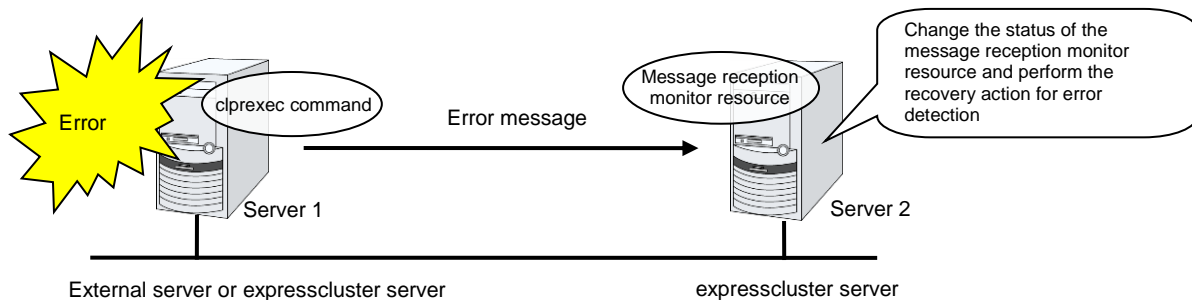 Change the status of the
message reception monitor
resource and perform the
recovery action for error
detection
Message reception
monitor resource
clprexec command
Error
Error message
Server 1
Server 2
External server or expresscluster server
expresscluster server